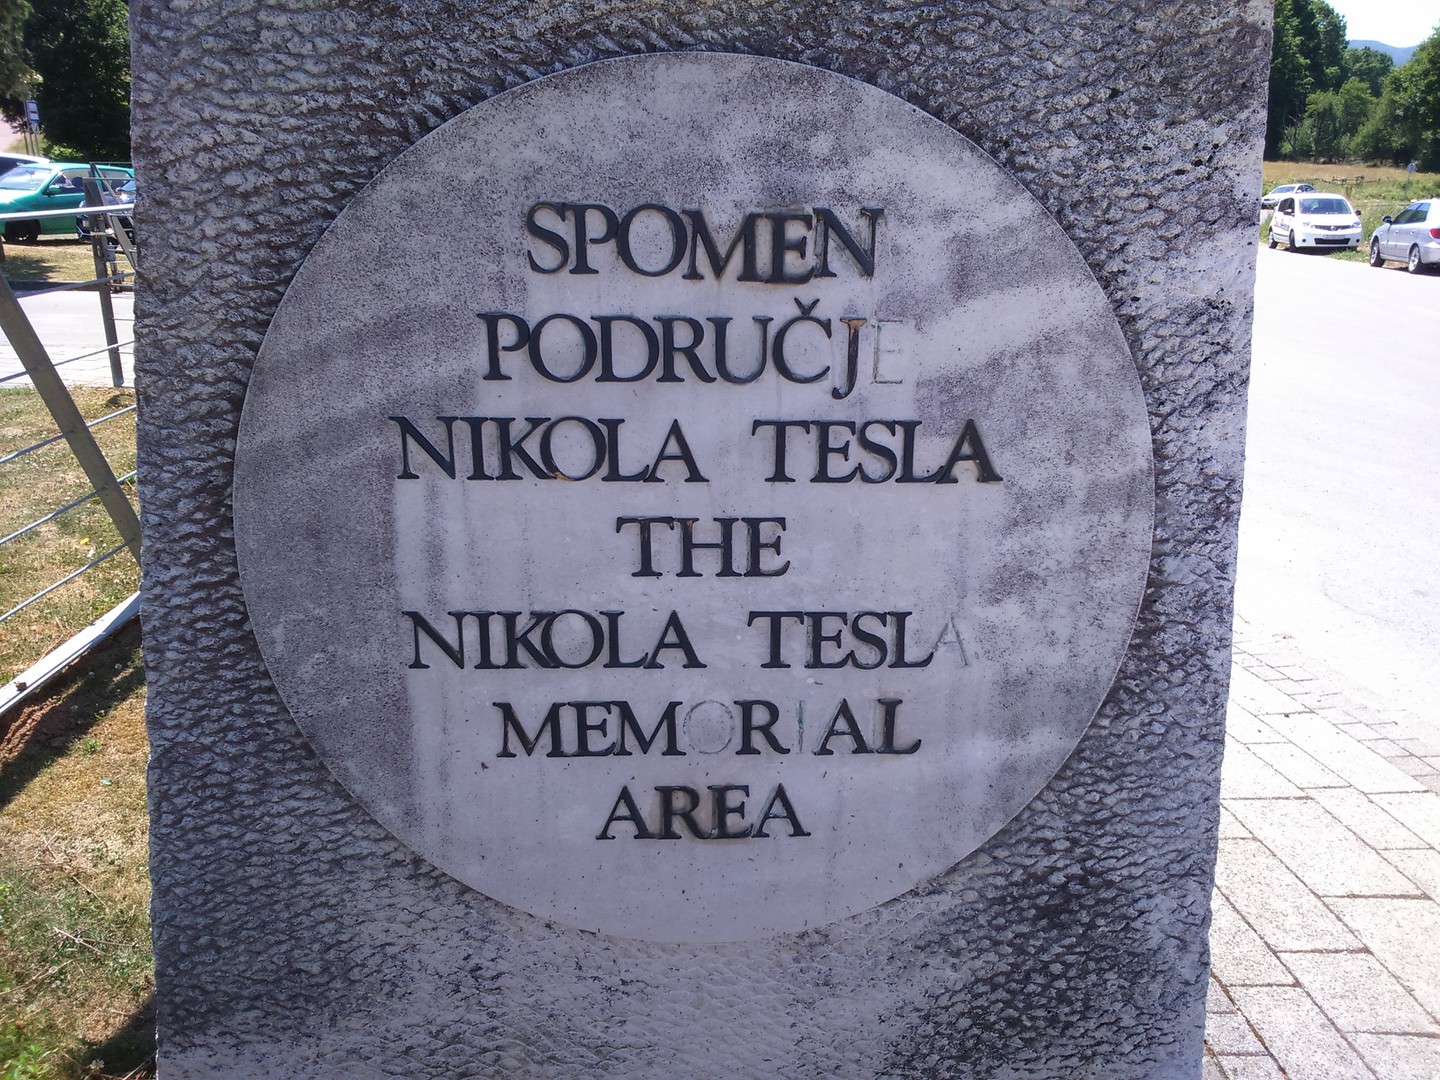 SPOMEN
PODRUČJE
NIKOLA TESLA
THE
NIKOLA TESLA
MEMORIAL
AREA